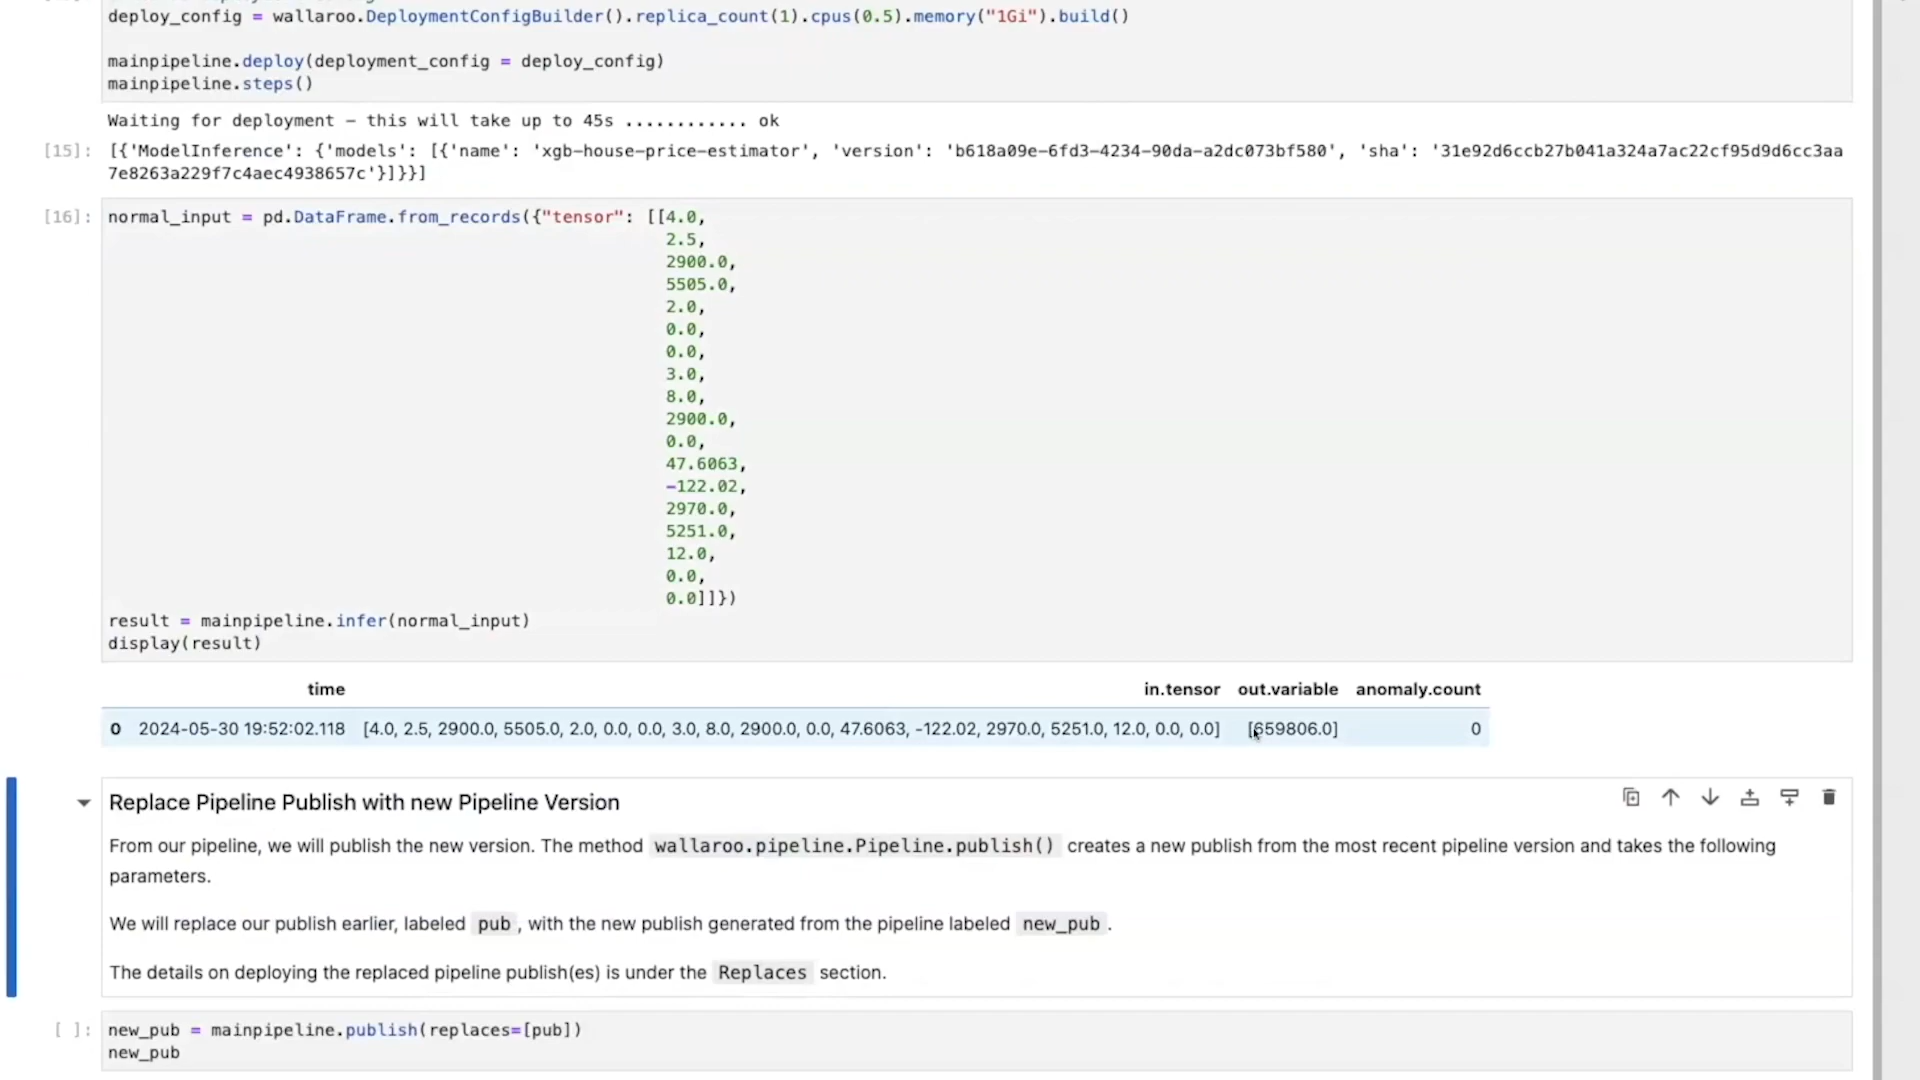 deploy_config = wallaroo.DeploymentConfigBuilder().replica_count(1).cpus(0.5).memory("1Gi").build()
mainpipeline.deploy(deployment_config = deploy_config)
mainpipeline.steps()
Waiting for deployment – this will take up to 45s ............ ok
[15]: [{'ModelInference': {'models': [{'name': 'xgb-house-price-estimator', 'version': 'b618a09e-6fd3-4234-90da-a2dc073bf580', 'sha': '31e92d6ccb27b041a324a7ac22cf95d9d6cc3aa
7e8263a229f7c4aec4938657c'}]}}]
[16]: normal_input = pd.DataFrame.from_records({"tensor": [[4.0,
2.5,
2900.0,
5505.0,
2.0,
0.0,
0.0,
3.0,
8.0,
2900.0,
0.0,
47.6063,
-122.02,
2970.0,
5251.0,
12.0,
0.0,
0.0]]})
result = mainpipeline.infer(normal_input)
display(result)
time in.tensor out.variable anomaly.count
0 2024-05-30 19:52:02.118 [4.0, 2.5, 2900.0, 5505.0, 2.0, 0.0, 0.0, 3.0, 8.0, 2900.0, 0.0, 47.6063, -122.02, 2970.0, 5251.0, 12.0, 0.0, 0.0] [659806.0] 0
Replace Pipeline Publish with new Pipeline Version
From our pipeline, we will publish the new version. The method wallaroo.pipeline.Pipeline.publish() creates a new publish from the most recent pipeline version and takes the following
parameters.
We will replace our publish earlier, labeled pub, with the new publish generated from the pipeline labeled new_pub.
The details on deploying the replaced pipeline publish(es) is under the Replaces section.
[ ]: new_pub = mainpipeline.publish(replaces=[pub])
new_pub